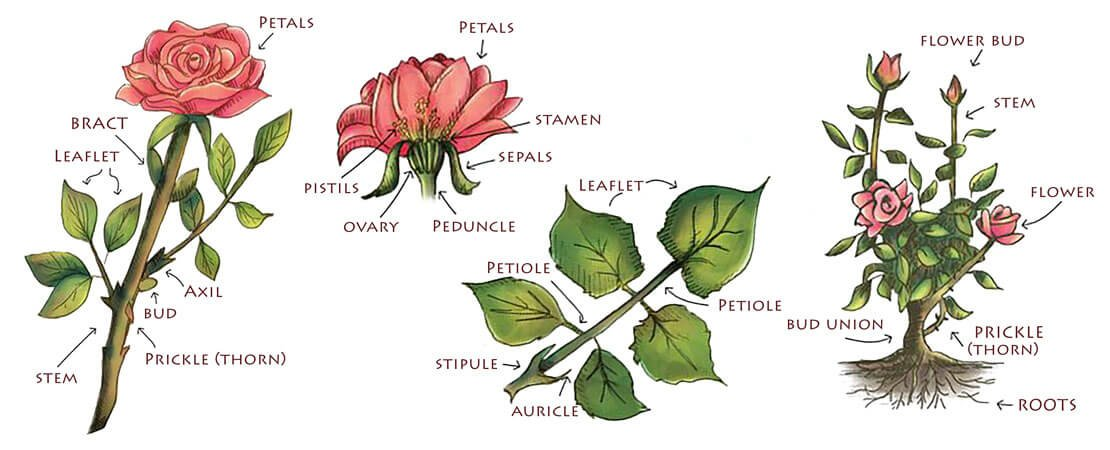 PETALS
BRACT
LEAFLET
AXIL
BUD
PRICKLE (THORN)
STEM
PETALS
STAMEN
SEPALS
PISTILS
OVARY
PEDUNCLE
LEAFLET
PETIOLE
PETIOLE
STIPULE
AURICLE
FLOWER BUD
STEM
FLOWER
BUD UNION
PRICKLE
(THORN)
ROOTS